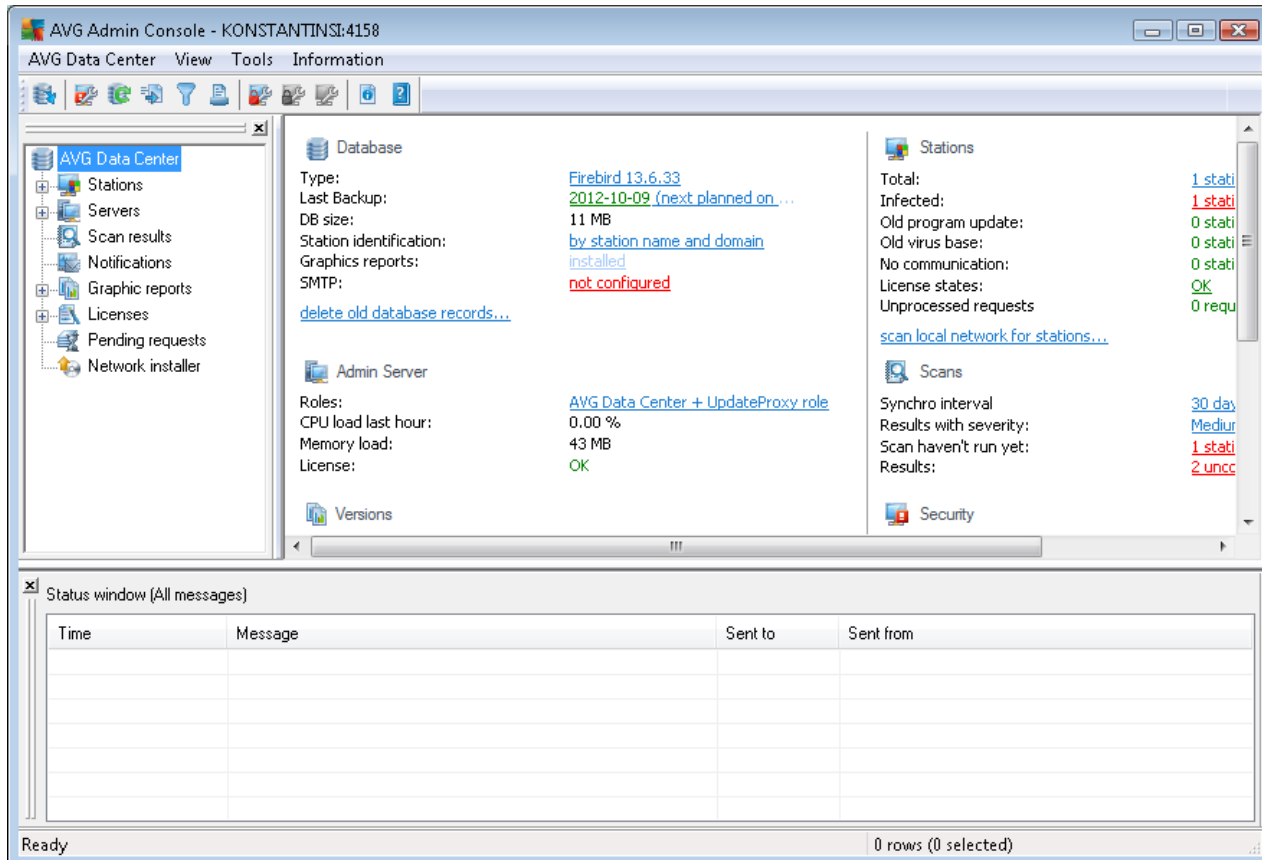 AVG Admin Console - KONSTANTINSI:4158
AVG Data Center View Tools Information
AVG Data Center
Stations
Servers
Scan results
Notifications
Graphic reports
Licenses
Pending requests
Network installer
Database
Type: Firebird 13.6.33
Last Backup: 2012-10-09 (next planned on ...
DB size: 11 MB
Station identification: by station name and domain
Graphics reports: installed
SMTP: not configured
delete old database records...
Admin Server
Roles: AVG Data Center + UpdateProxy role
CPU load last hour: 0.00 %
Memory load: 43 MB
License: OK
Versions
Stations
Total: 1 stati
Infected: 1 stati
Old program update: 0 stati
Old virus base: 0 stati
No communication: 0 stati
License states: OK
Unprocessed requests 0 requ
scan local network for stations...
Scans
Synchro interval 30 day
Results with severity: Mediur
Scan haven't run yet: 1 stati
Results: 2 unco
Security
Status window (All messages)
Time Message Sent to Sent from
Ready 0 rows (0 selected)